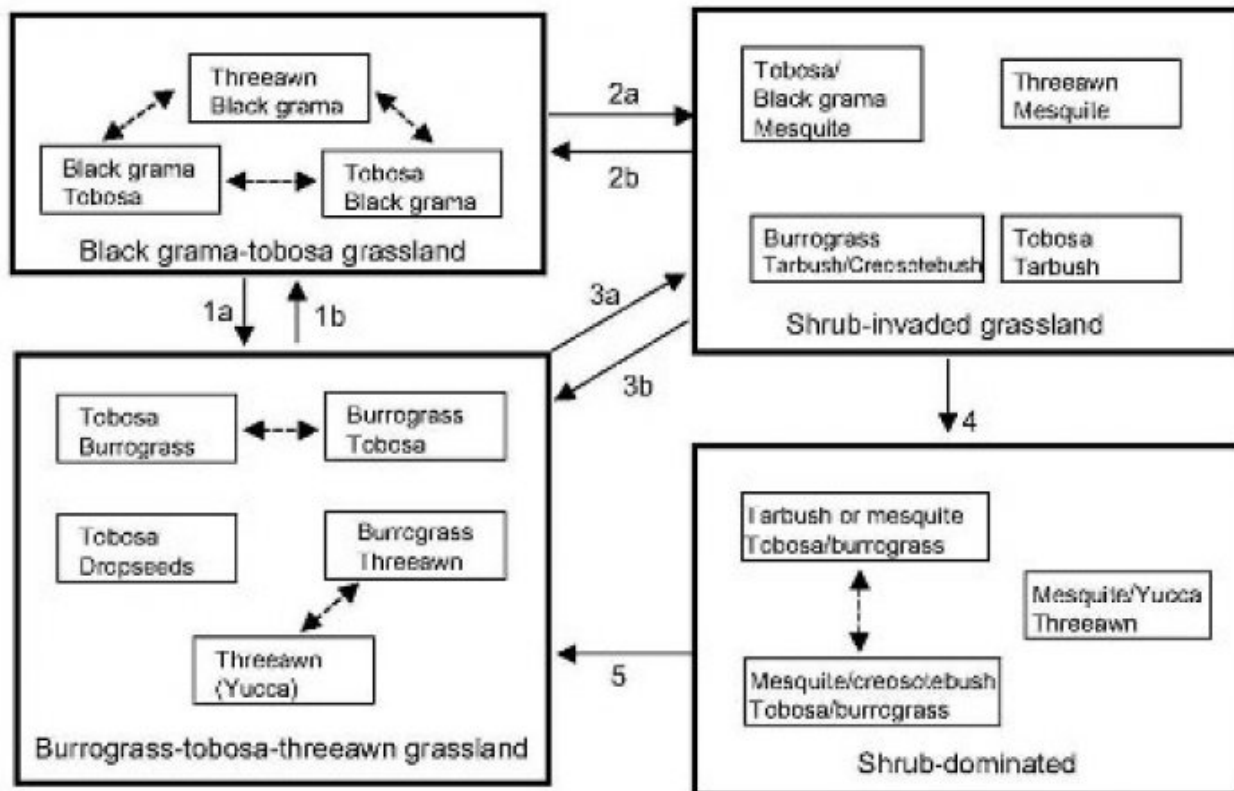 Threeawn
Black grama
Black grama
Tobosa
Tobosa
Black grama
Black grama-tobosa grassland
2a
2b
Tobosa/
Black grama
Mesquite
Threeawn
Mesquite
Burrograss
Tarbush/Creosotebush
Tobosa
Tarbush
Shrub-invaded grassland
1a
1b
3a
3b
4
Tobosa
Burrograss
Burrograss
Tobosa
Tobosa
Dropseeds
Burrograss
Threeawn
Threeawn
(Yucca)
Burrograss-tobosa-threeawn grassland
5
Tarbush or mesquite
Tobosa/burrograss
Mesquite/Yucca
Threeawn
Mesquite/creosotebush
Tobosa/burrograss
Shrub-dominated